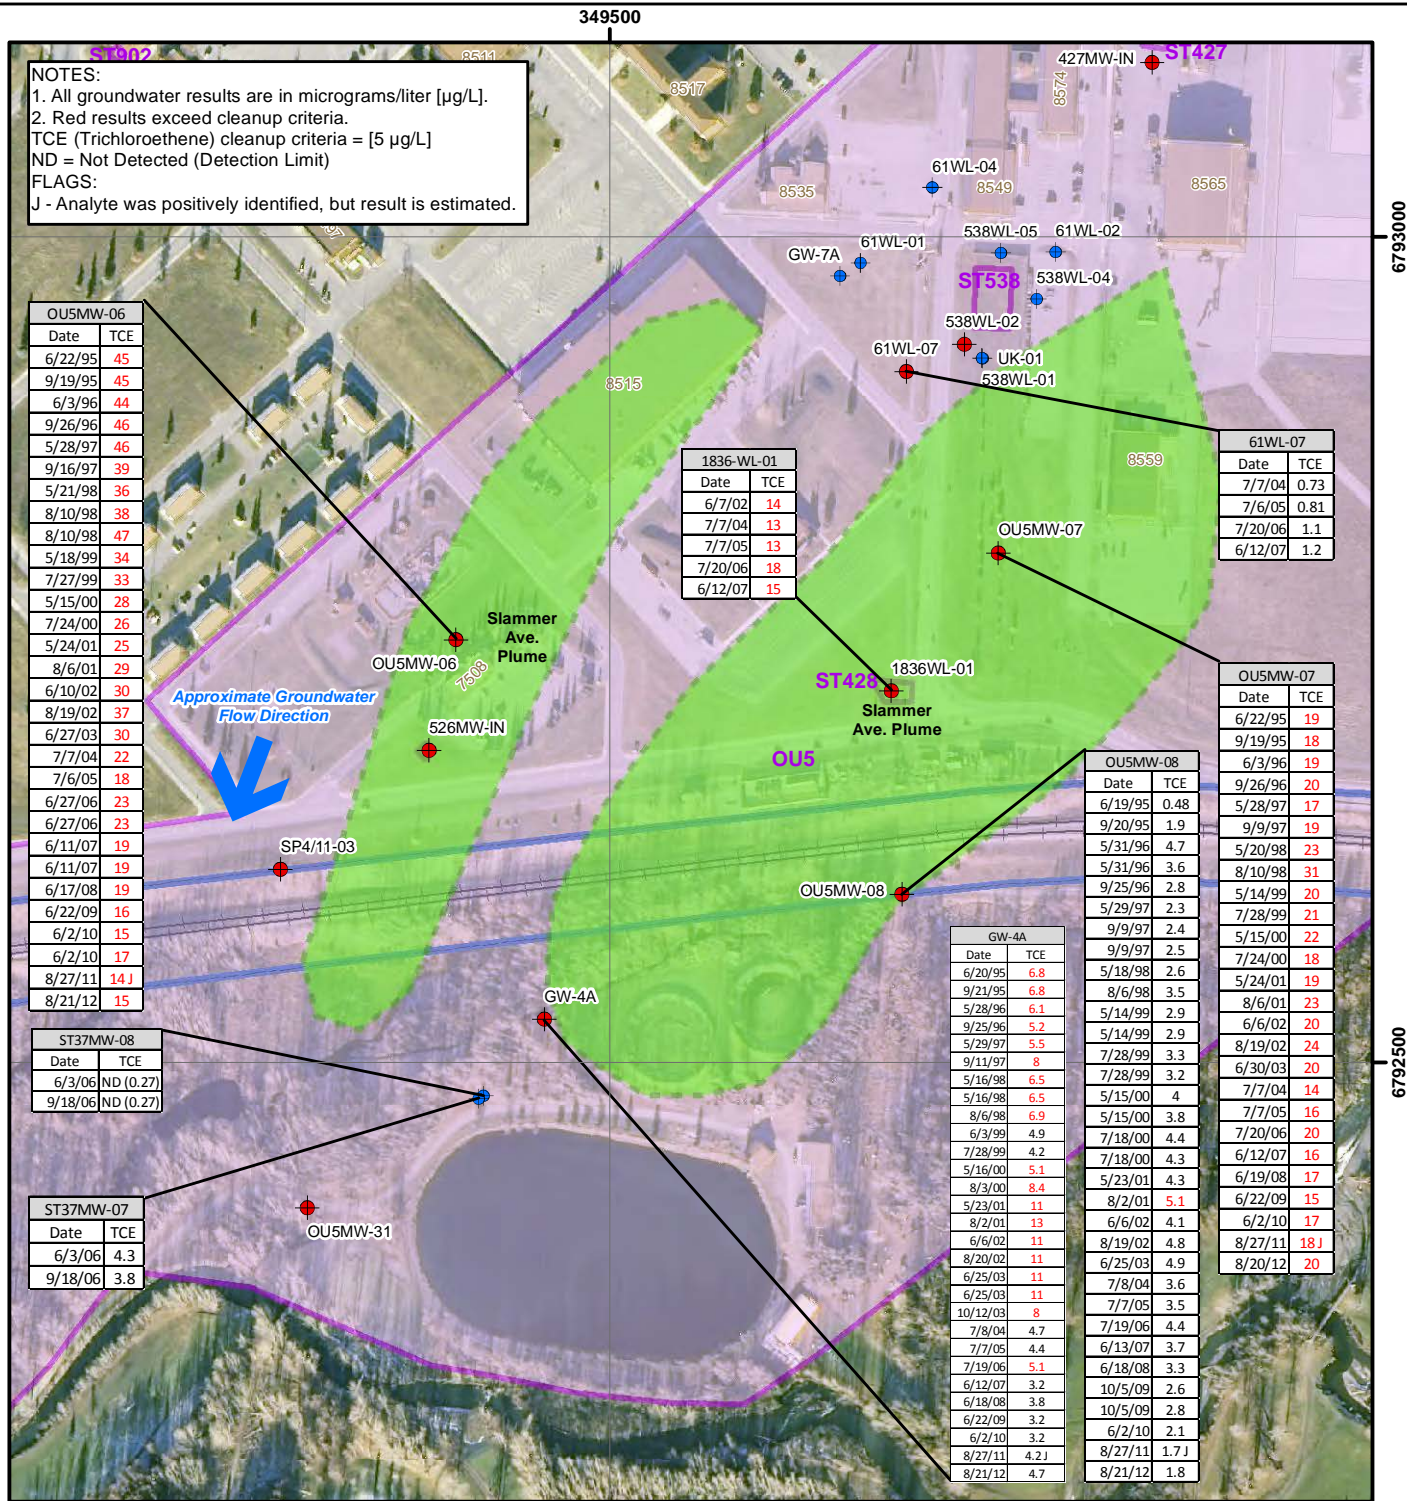 349500
ST902
8511
NOTES:
1. All groundwater results are in micrograms/liter [µg/L].
2. Red results exceed cleanup criteria.
TCE (Trichloroethene) cleanup criteria = [5 µg/L]
ND = Not Detected (Detection Limit)
FLAGS:
J - Analyte was positively identified, but result is estimated.
8517
427MW-IN
ST427
8574
61WL-04
8535
8549
8565
6793000
538WL-05
61WL-02
61WL-01
GW-7A
ST538
538WL-04
538WL-02
61WL-07
UK-01
538WL-01
8515
8559
OU5MW-06
Date TCE
6/22/95 45
9/19/95 45
6/3/96 44
9/26/96 46
5/28/97 46
9/16/97 39
5/21/98 36
8/10/98 38
8/10/98 47
5/18/99 34
7/27/99 33
5/15/00 28
7/24/00 26
5/24/01 25
8/6/01 29
6/10/02 30
8/19/02 37
6/27/03 30
7/7/04 22
7/6/05 18
6/27/06 23
6/27/06 23
6/11/07 19
6/11/07 19
6/17/08 19
6/22/09 16
6/2/10 15
6/2/10 17
8/27/11 14 J
8/21/12 15
1836-WL-01
Date TCE
6/7/02 14
7/7/04 13
7/7/05 13
7/20/06 18
6/12/07 15
61WL-07
Date TCE
7/7/04 0.73
7/6/05 0.81
7/20/06 1.1
6/12/07 1.2
OU5MW-07
Slammer
Ave.
Plume
OU5MW-06
7508
526MW-IN
Approximate Groundwater
Flow Direction
SP4/11-03
1836WL-01
ST428
Slammer
Ave. Plume
OU5
OU5MW-08
GW-4A
6792500
OU5MW-07
Date TCE
6/22/95 19
9/19/95 18
6/3/96 19
9/26/96 20
5/28/97 17
9/9/97 19
5/20/98 23
8/10/98 31
5/14/99 20
7/28/99 21
5/15/00 22
7/24/00 18
5/24/01 19
8/6/01 23
6/6/02 20
8/19/02 24
6/30/03 20
7/7/04 14
7/7/05 16
7/20/06 20
6/12/07 16
6/19/08 17
6/22/09 15
6/2/10 17
8/27/11 18 J
8/20/12 20
OU5MW-08
Date TCE
6/19/95 0.48
9/20/95 1.9
5/31/96 4.7
5/31/96 3.6
9/25/96 2.8
5/29/97 2.3
9/9/97 2.4
9/9/97 2.5
5/18/98 2.6
8/6/98 3.5
5/14/99 2.9
5/14/99 2.9
7/28/99 3.3
7/28/99 3.2
5/15/00 4
5/15/00 3.8
7/18/00 4.4
7/18/00 4.3
5/23/01 4.3
8/2/01 5.1
6/6/02 4.1
8/19/02 4.8
6/25/03 4.9
7/8/04 3.6
7/7/05 3.5
7/19/06 4.4
6/13/07 3.7
6/18/08 3.3
10/5/09 2.6
10/5/09 2.8
6/2/10 2.1
8/27/11 1.7 J
8/21/12 1.8
GW-4A
Date TCE
6/20/95 6.8
9/21/95 6.8
5/28/96 6.1
9/25/96 5.2
5/29/97 5.5
9/11/97 8
5/16/98 6.5
5/16/98 6.5
8/6/98 6.9
6/3/99 4.9
7/28/99 4.2
5/16/00 5.1
8/3/00 8.4
5/23/01 11
8/2/01 13
6/6/02 11
8/20/02 11
6/25/03 11
6/25/03 11
10/12/03 8
7/8/04 4.7
7/7/05 4.4
7/19/06 5.1
6/12/07 3.2
6/18/08 3.8
6/22/09 3.2
6/2/10 3.2
8/27/11 4.2 J
8/21/12 4.7
ST37MW-08
Date TCE
6/3/06 ND (0.27)
9/18/06 ND (0.27)
ST37MW-07
Date TCE
6/3/06 4.3
9/18/06 3.8
OU5MW-31